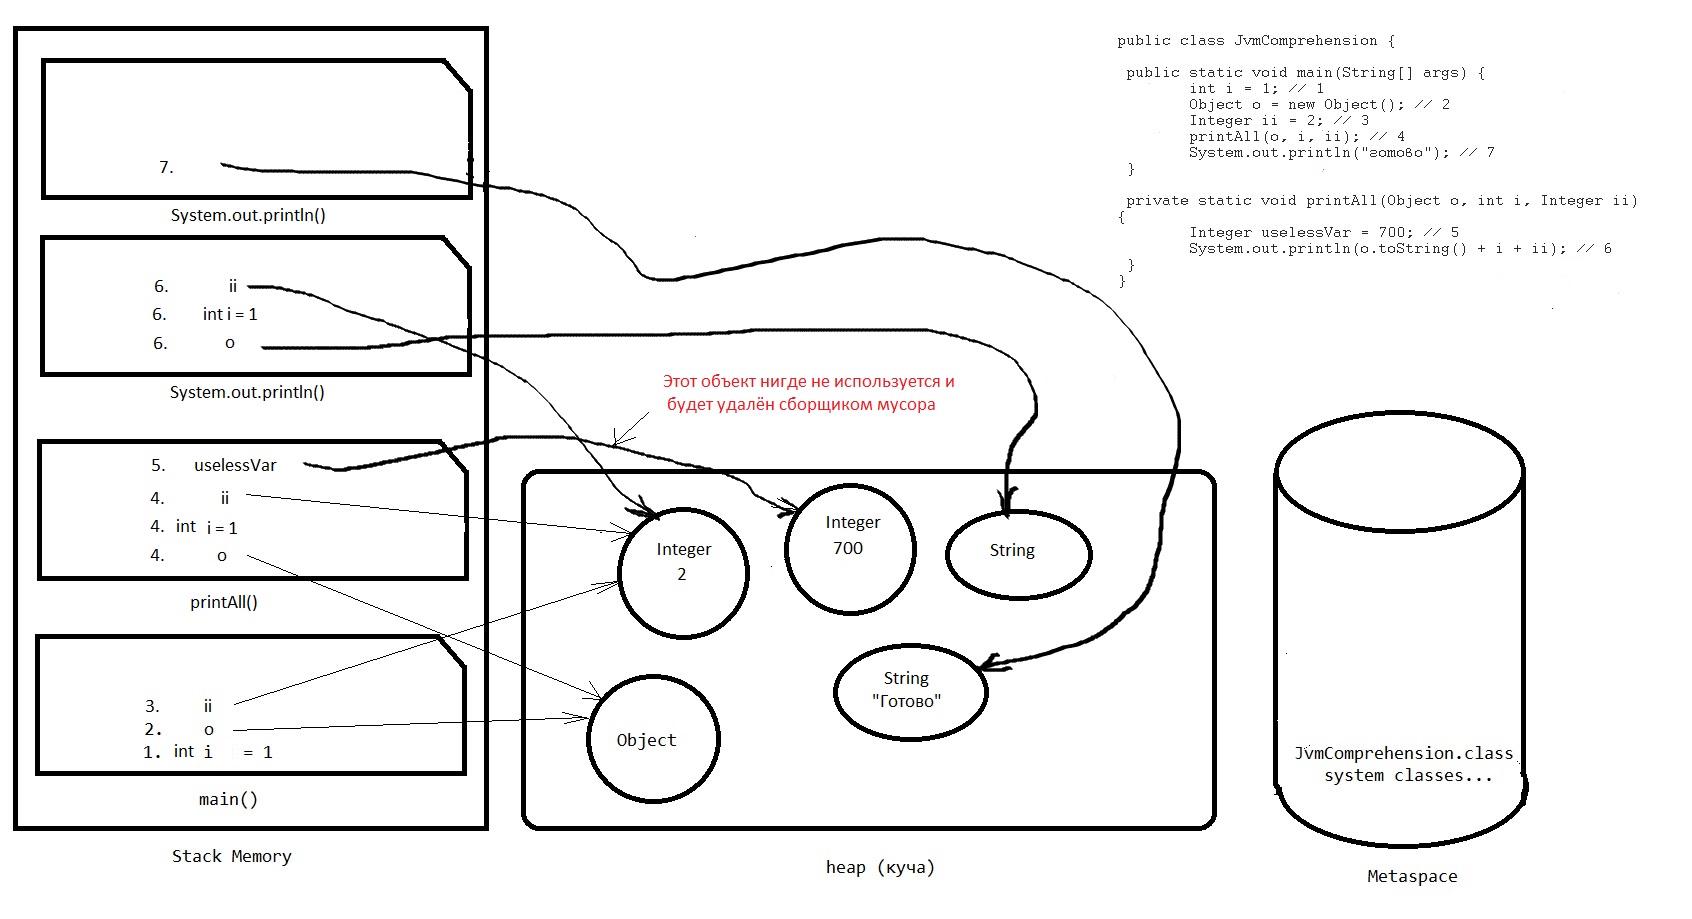 public class JvmComprehension {
public static void main(String[] args) {
int i = 1; // 1
Object o = new Object(); // 2
Integer ii = 2; // 3
printAll(o, i, ii); // 4
System.out.println("готово"); // 7
}
private static void printAll(Object o, int i, Integer ii)
{
Integer uselessVar = 700; // 5
System.out.println(o.toString() + i + ii); // 6
}
}
7.
System.out.println()
6. ii
6. int i = 1
6. o
System.out.println()
Этот объект нигде не используется и
будет удалён сборщиком мусора
5. uselessVar
4. ii
4. int i = 1
4. o
printAll()
3. ii
2. o
1. int i = 1
main()
Stack Memory
Integer
2
Integer
700
String
String
"Готово"
Object
heap (куча)
JvmComprehension.class
system classes...
Metaspace